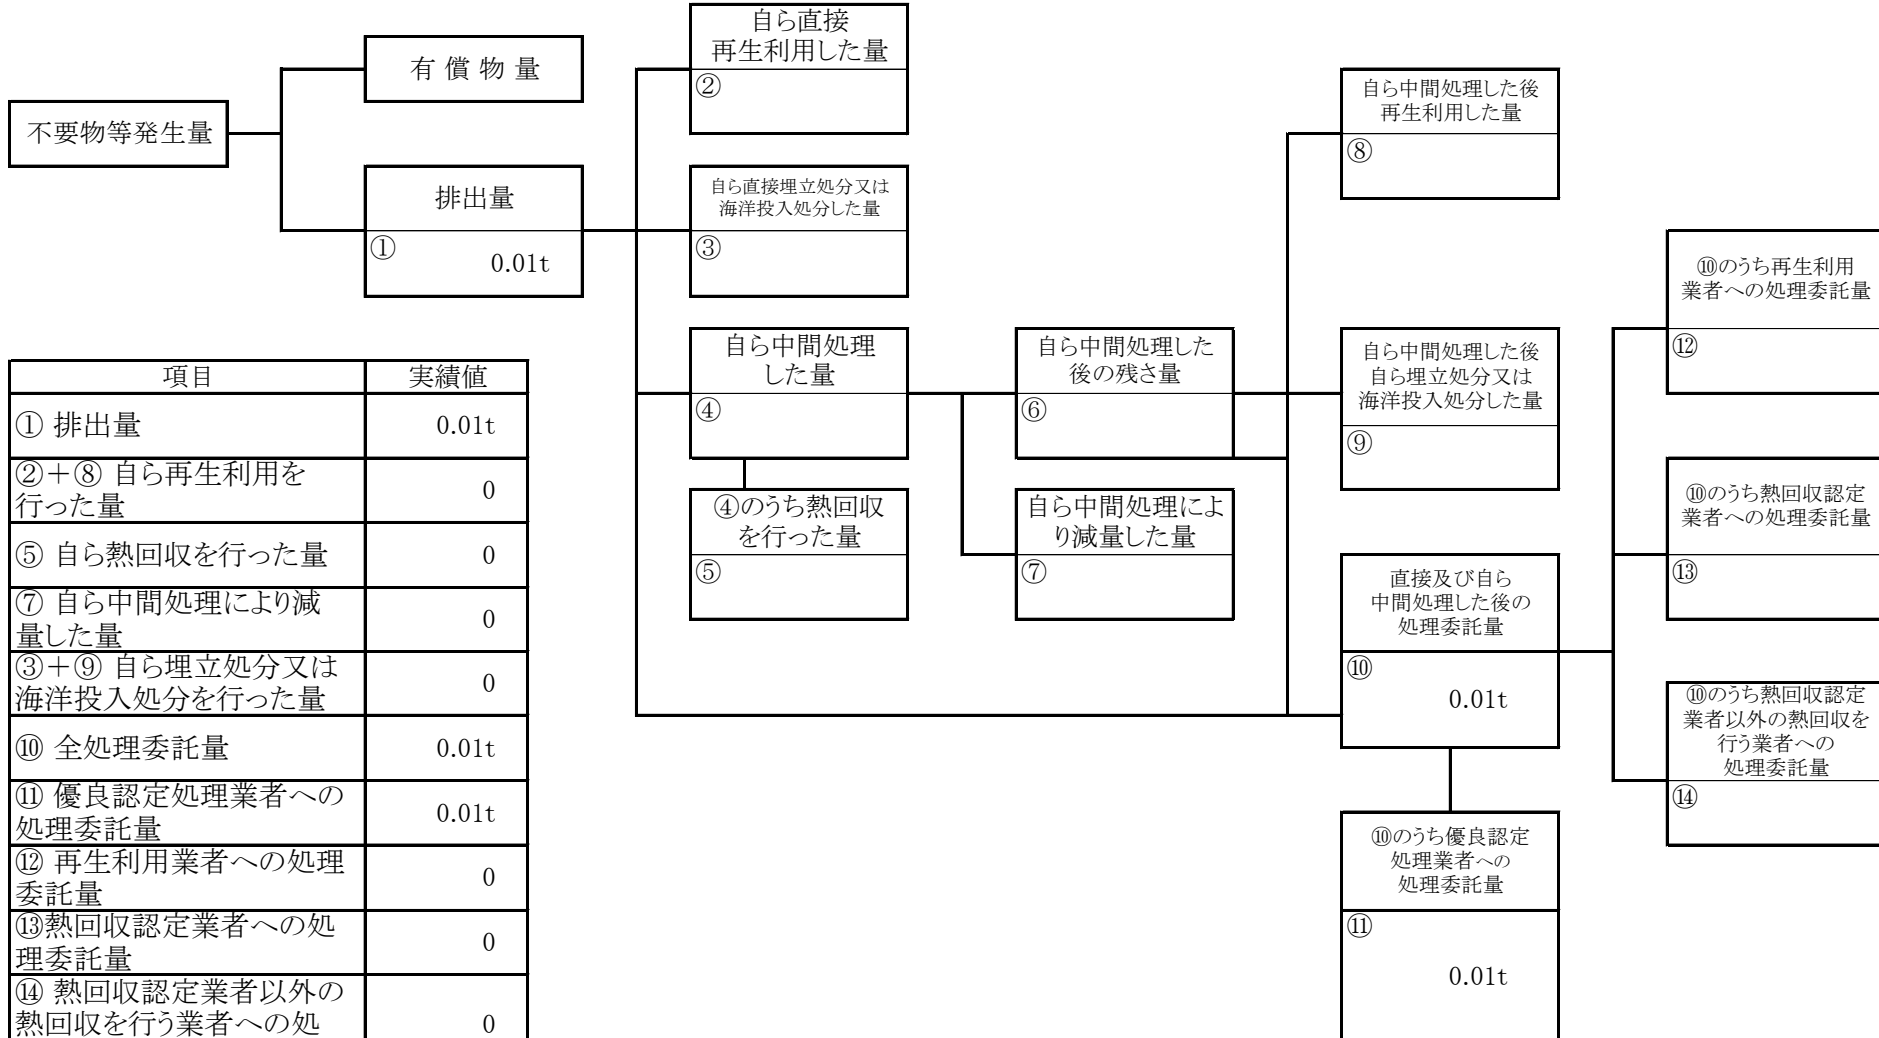 不要物等発生量
有償物量
排出量
①
0.01t
自ら直接
再生利用した量
②
自ら直接埋立処分又は
海洋投入処分した量
③
自ら中間処理
した量
④
④のうち熱回収
を行った量
⑤
自ら中間処理した
後の残さ量
⑥
自ら中間処理によ
り減量した量
⑦
自ら中間処理した後
再生利用した量
⑧
自ら中間処理した後
自ら埋立処分又は
海洋投入処分した量
⑨
直接及び自ら
中間処理した後の
処理委託量
⑩
0.01t
⑩のうち優良認定
処理業者への
処理委託量
⑪
0.01t
⑩のうち再生利用
業者への処理委託量
⑫
⑩のうち熱回収認定
業者への処理委託量
⑬
⑩のうち熱回収認定
業者以外の熱回収を
行う業者への
処理委託量
⑭
項目 実績値
① 排出量 0.01t
②+⑧ 自ら再生利用を
行った量 0
⑤ 自ら熱回収を行った量 0
⑦ 自ら中間処理により減
量した量 0
③+⑨ 自ら埋立処分又は
海洋投入処分を行った量 0
⑩ 全処理委託量 0.01t
⑪ 優良認定処理業者への
処理委託量 0.01t
⑫ 再生利用業者への処理
委託量 0
⑬熱回収認定業者への処
理委託量 0
⑭ 熱回収認定業者以外の
熱回収を行う業者への処 0